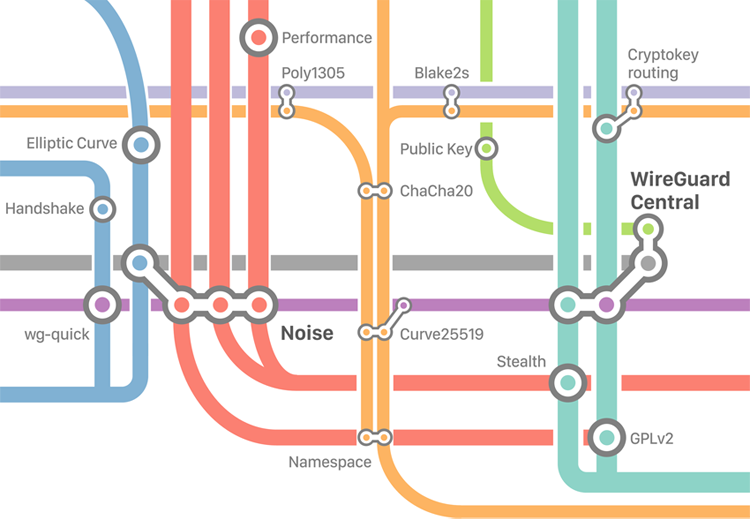 Performance
Cryptokey
routing
Poly1305
Blake2s
Elliptic Curve
Public Key
ChaCha20
WireGuard
Central
Handshake
wg-quick
Noise
Curve25519
Stealth
GPLv2
Namespace